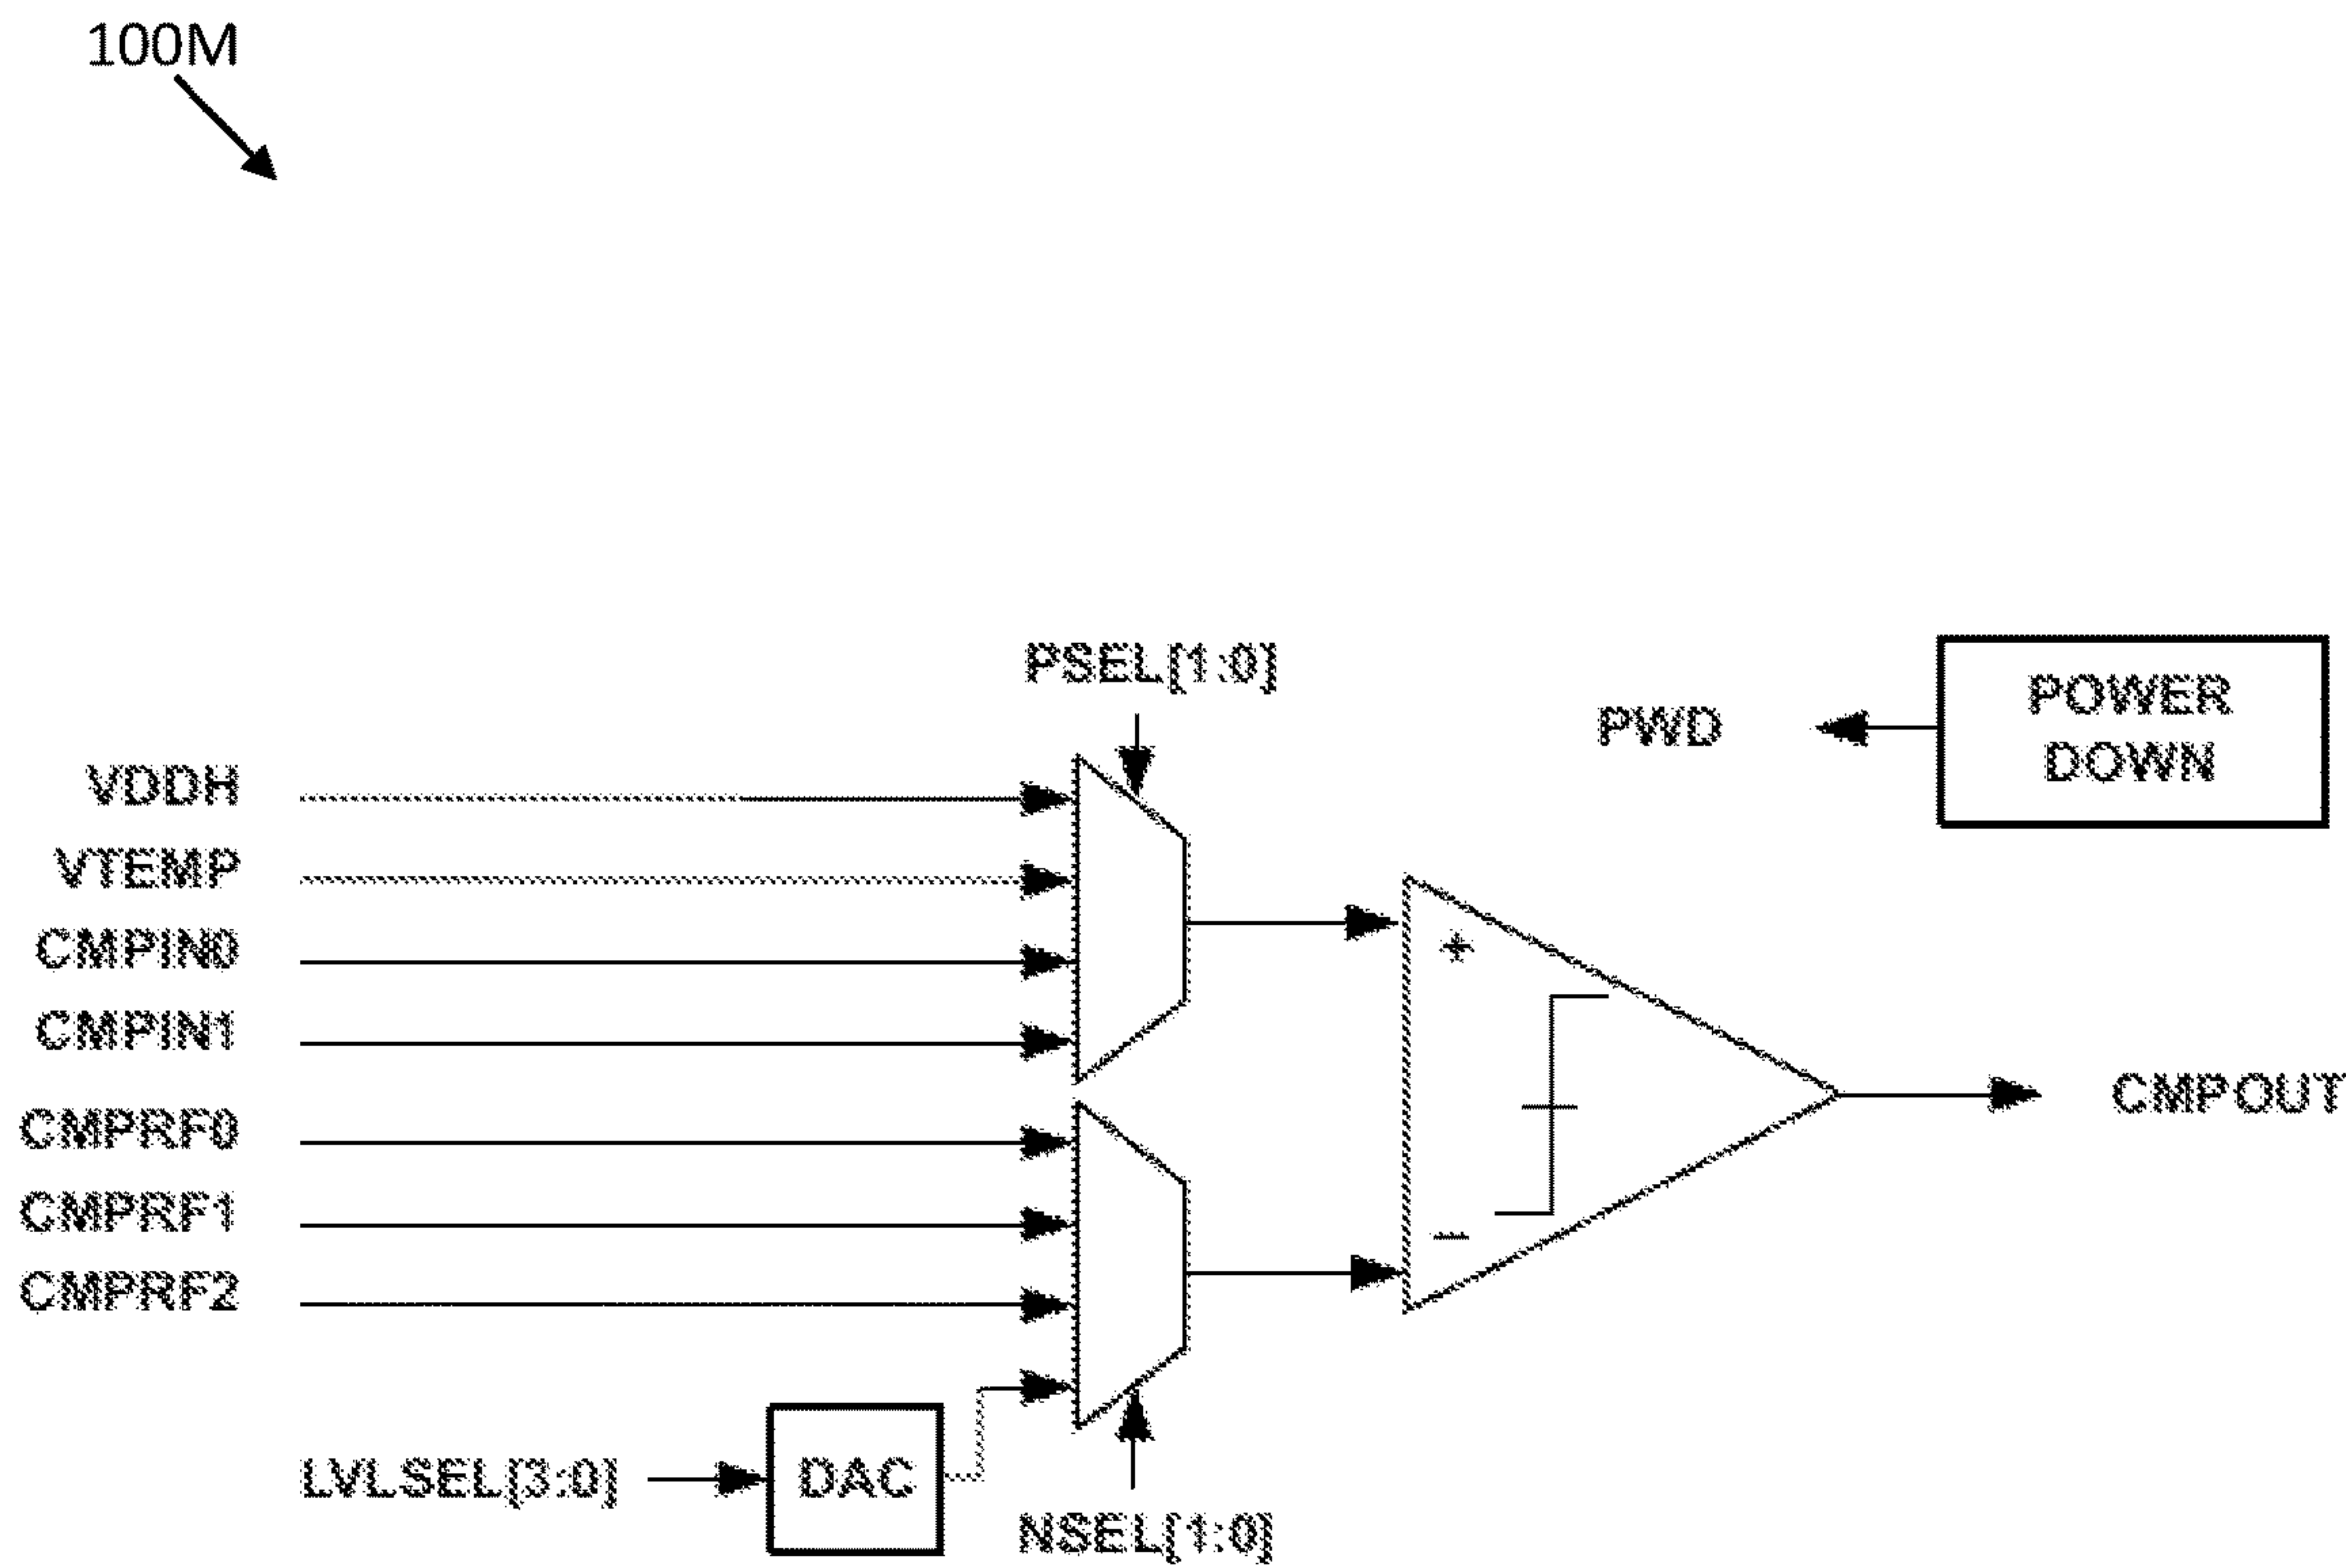 100M
PSEL[1:0]
POWER
DOWN
PWD
VDDH
VTEMP
CMPIN0
CMPIN1
CMPRF0
CMPRF1
CMPRF2
+
−
CMPOUT
LVLSEL[3:0]
DAC
NSEL[1:0]